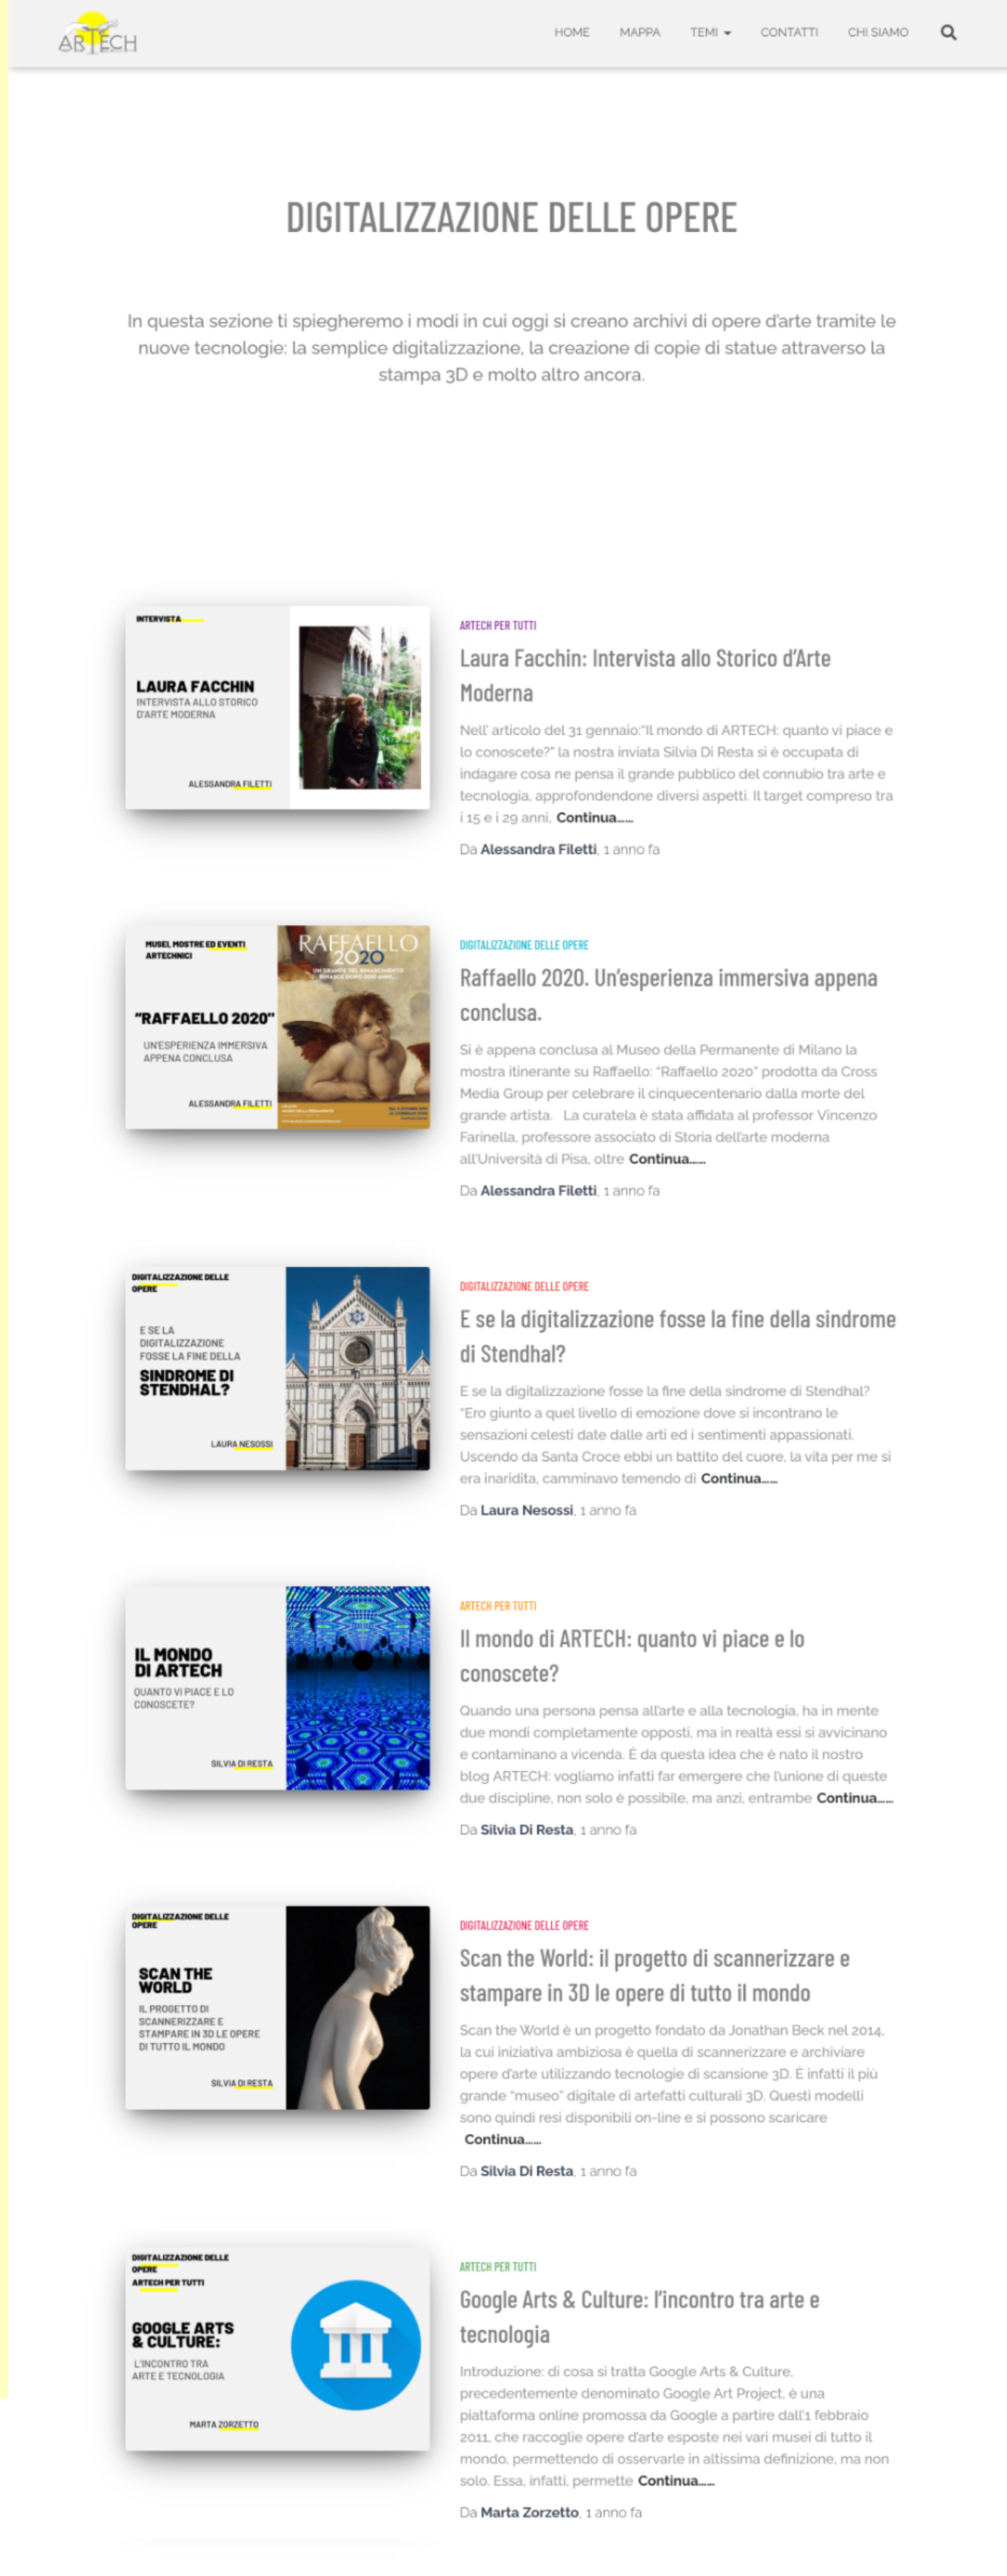 ARTECH
HOME MAPPA TEMI CONTATTI CHI SIAMO
DIGITALIZZAZIONE DELLE OPERE
In questa sezione ti spiegheremo i modi in cui oggi si creano archivi di opere d'arte tramite le
nuove tecnologie: la semplice digitalizzazione, la creazione di copie di statue attraverso la
stampa 3D e molto altro ancora.
INTERVISTA
LAURA FACCHIN
INTERVISTA ALLO STORICO
D'ARTE MODERNA
ALESSANDRA FILETTI
ARTECH PER TUTTI
Laura Facchin: Intervista allo Storico d'Arte
Moderna
Nell' articolo del 31 gennaio:"Il mondo di ARTECH: quanto vi piace e
lo conoscete?" la nostra inviata Silvia Di Resta si è occupata di
indagare cosa ne pensa il grande pubblico del connubio tra arte e
tecnologia, approfondendone diversi aspetti. Il target compreso tra
i 15 e i 29 anni, Continua……
Da Alessandra Filetti, 1 anno fa
MUSEI, MOSTRE ED EVENTI
ARTECHNICI
"RAFFAELLO 2020"
UN'ESPERIENZA IMMERSIVA
APPENA CONCLUSA
ALESSANDRA FILETTI
RAFFAELLO
2020
UN GRANDE DEL RINASCIMENTO
RINASCE DOPO 500 ANNI...
DIGITALIZZAZIONE DELLE OPERE
Raffaello 2020. Un'esperienza immersiva appena
conclusa.
Si è appena conclusa al Museo della Permanente di Milano la
mostra itinerante su Raffaello: "Raffaello 2020" prodotta da Cross
Media Group per celebrare il cinquecentenario dalla morte del
grande artista. La curatela è stata affidata al professor Vincenzo
Farinella, professore associato di Storia dell'arte moderna
all'Università di Pisa, oltre Continua……
Da Alessandra Filetti, 1 anno fa
DIGITALIZZAZIONE DELLE
OPERE
E SE LA
DIGITALIZZAZIONE
FOSSE LA FINE DELLA
SINDROME DI
STENDHAL?
LAURA NESOSSI
DIGITALIZZAZIONE DELLE OPERE
E se la digitalizzazione fosse la fine della sindrome
di Stendhal?
E se la digitalizzazione fosse la fine della sindrome di Stendhal?
"Ero giunto a quel livello di emozione dove si incontrano le
sensazioni celesti date dalle arti ed i sentimenti appassionati.
Uscendo da Santa Croce ebbi un battito del cuore, la vita per me si
era inaridita, camminavo temendo di Continua……
Da Laura Nesossi, 1 anno fa
IL MONDO
DI ARTECH
QUANTO VI PIACE E LO
CONOSCETE?
SILVIA DI RESTA
ARTECH PER TUTTI
Il mondo di ARTECH: quanto vi piace e lo
conoscete?
Quando una persona pensa all'arte e alla tecnologia, ha in mente
due mondi completamente opposti, ma in realtà essi si avvicinano
e contaminano a vicenda. È da questa idea che è nato il nostro
blog ARTECH: vogliamo infatti far emergere che l'unione di queste
due discipline, non solo è possibile, ma anzi, entrambe Continua……
Da Silvia Di Resta, 1 anno fa
DIGITALIZZAZIONE DELLE
OPERE
SCAN THE
WORLD
IL PROGETTO DI
SCANNERIZZARE E
STAMPARE IN 3D LE OPERE
DI TUTTO IL MONDO
SILVIA DI RESTA
DIGITALIZZAZIONE DELLE OPERE
Scan the World: il progetto di scannerizzare e
stampare in 3D le opere di tutto il mondo
Scan the World è un progetto fondato da Jonathan Beck nel 2014,
la cui iniziativa ambiziosa è quella di scannerizzare e archiviare
opere d'arte utilizzando tecnologie di scansione 3D. È infatti il più
grande "museo" digitale di artefatti culturali 3D. Questi modelli
sono quindi resi disponibili on-line e si possono scaricare
Continua……
Da Silvia Di Resta, 1 anno fa
DIGITALIZZAZIONE DELLE
OPERE
ARTECH PER TUTTI
GOOGLE ARTS
& CULTURE:
L'INCONTRO TRA
ARTE E TECNOLOGIA
MARTA ZORZETTO
ARTECH PER TUTTI
Google Arts & Culture: l'incontro tra arte e
tecnologia
Introduzione: di cosa si tratta Google Arts & Culture,
precedentemente denominato Google Art Project, è una
piattaforma online promossa da Google a partire dall'1 febbraio
2011, che raccoglie opere d'arte esposte nei vari musei di tutto il
mondo, permettendo di osservarle in altissima definizione, ma non
solo. Essa, infatti, permette Continua……
Da Marta Zorzetto, 1 anno fa